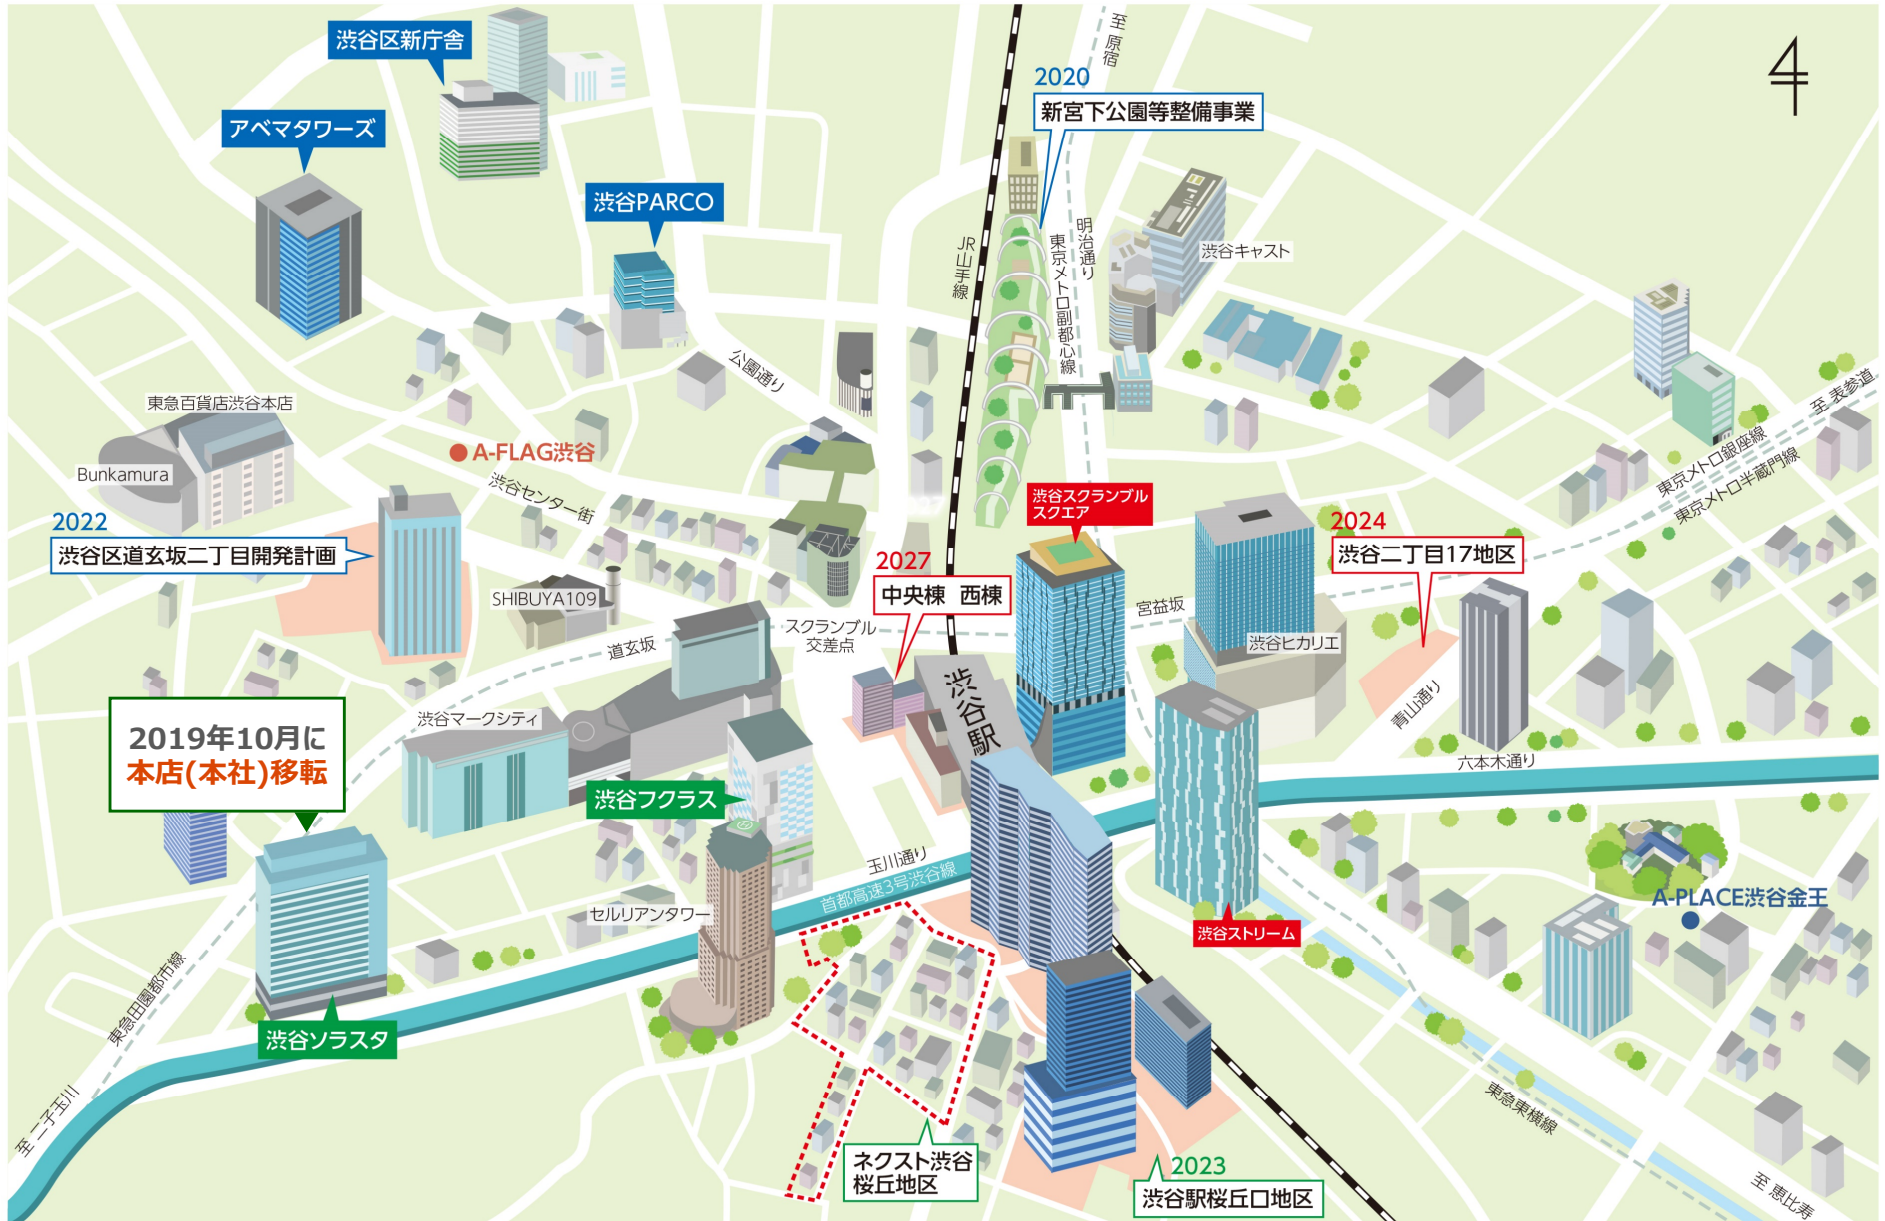 渋谷区新庁舎
アベマタワーズ
渋谷PARCO
2020
新宮下公園等整備事業
至 原宿
JR山手線
東京メトロ副都心線
明治通り
渋谷キャスト
公園通り
東急百貨店渋谷本店
Bunkamura
A-FLAG渋谷
渋谷センター街
至 表参道
東京メトロ銀座線
東京メトロ半蔵門線
2022
渋谷区道玄坂二丁目開発計画
SHIBUYA109
渋谷スクランブル
スクエア
2027
中央棟 西棟
2024
渋谷二丁目17地区
宮益坂
渋谷ヒカリエ
スクランブル
交差点
道玄坂
渋谷駅
青山通り
渋谷マークシティ
2019年10月に
本店(本社)移転
六本木通り
渋谷フクラス
玉川通り
首都高速3号渋谷線
セルリアンタワー
渋谷ストリーム
A-PLACE渋谷金王
東急田園都市線
渋谷ソラスタ
至 二子玉川
ネクスト渋谷
桜丘地区
2023
渋谷駅桜丘口地区
東急東横線
至 恵比寿